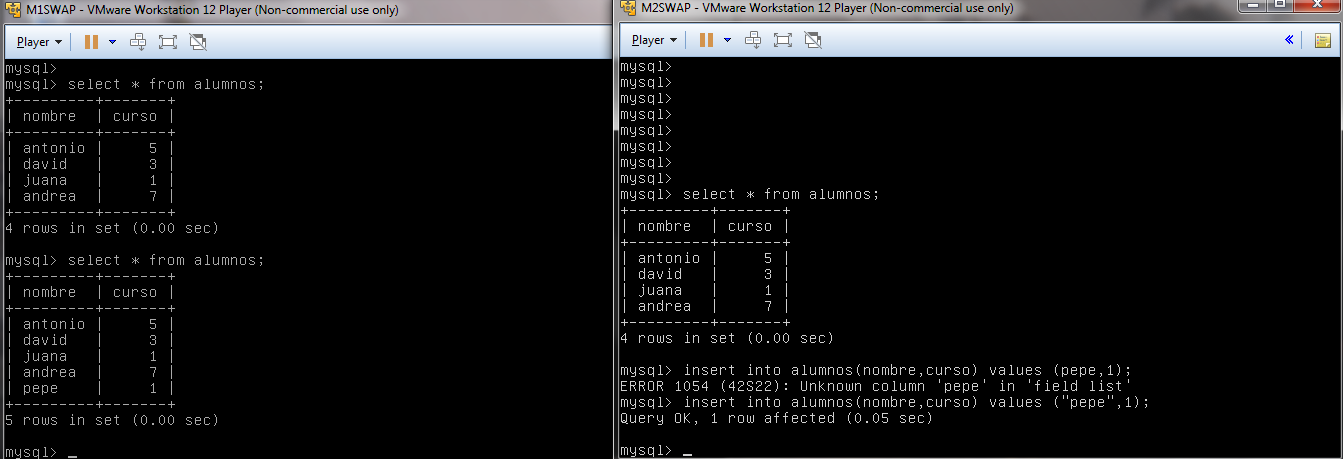 M1SWAP - VMware Workstation 12 Player (Non-commercial use only)
Player
mysql>
mysql> select * from alumnos;
+---------+-------+
| nombre  | curso |
+---------+-------+
| antonio |     5 |
| david   |     3 |
| juana   |     1 |
| andrea  |     7 |
+---------+-------+
4 rows in set (0.00 sec)
mysql> select * from alumnos;
+---------+-------+
| nombre  | curso |
+---------+-------+
| antonio |     5 |
| david   |     3 |
| juana   |     1 |
| andrea  |     7 |
| pepe    |     1 |
+---------+-------+
5 rows in set (0.00 sec)
mysql> _
M2SWAP - VMware Workstation 12 Player (Non-commercial use only)
Player
mysql>
mysql>
mysql>
mysql>
mysql>
mysql>
mysql>
mysql>
mysql> select * from alumnos;
+---------+-------+
| nombre  | curso |
+---------+-------+
| antonio |     5 |
| david   |     3 |
| juana   |     1 |
| andrea  |     7 |
+---------+-------+
4 rows in set (0.00 sec)
mysql> insert into alumnos(nombre,curso) values (pepe,1);
ERROR 1054 (42S22): Unknown column 'pepe' in 'field list'
mysql> insert into alumnos(nombre,curso) values ("pepe",1);
Query OK, 1 row affected (0.05 sec)
mysql> _